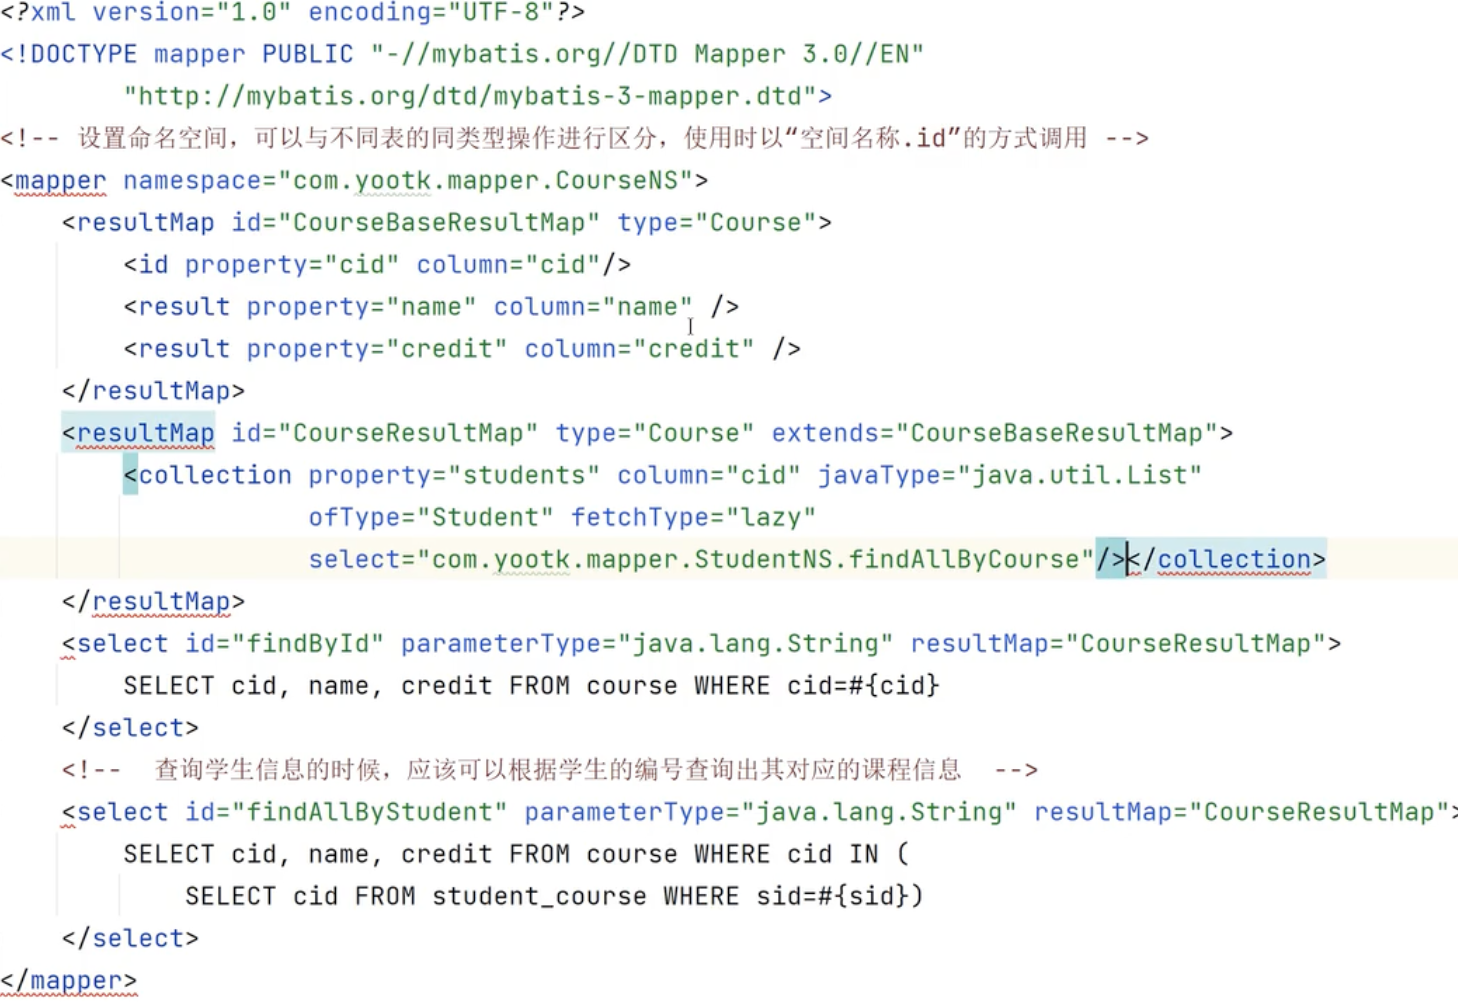 <?xml version="1.0" encoding="UTF-8"?>
<!DOCTYPE mapper PUBLIC "-//mybatis.org//DTD Mapper 3.0//EN"
        "http://mybatis.org/dtd/mybatis-3-mapper.dtd">
<!-- 设置命名空间，可以与不同表的同类型操作进行区分，使用时以“空间名称.id”的方式调用 -->
<mapper namespace="com.yootk.mapper.CourseNS">
    <resultMap id="CourseBaseResultMap" type="Course">
        <id property="cid" column="cid"/>
        <result property="name" column="name" />
        <result property="credit" column="credit" />
    </resultMap>
    <resultMap id="CourseResultMap" type="Course" extends="CourseBaseResultMap">
        <collection property="students" column="cid" javaType="java.util.List"
                    ofType="Student" fetchType="lazy"
                    select="com.yootk.mapper.StudentNS.findAllByCourse"/></collection>
    </resultMap>
    <select id="findById" parameterType="java.lang.String" resultMap="CourseResultMap">
        SELECT cid, name, credit FROM course WHERE cid=#{cid}
    </select>
    <!--  查询学生信息的时候，应该可以根据学生的编号查询出其对应的课程信息  -->
    <select id="findAllByStudent" parameterType="java.lang.String" resultMap="CourseResultMap">
        SELECT cid, name, credit FROM course WHERE cid IN (
            SELECT cid FROM student_course WHERE sid=#{sid})
    </select>
</mapper>